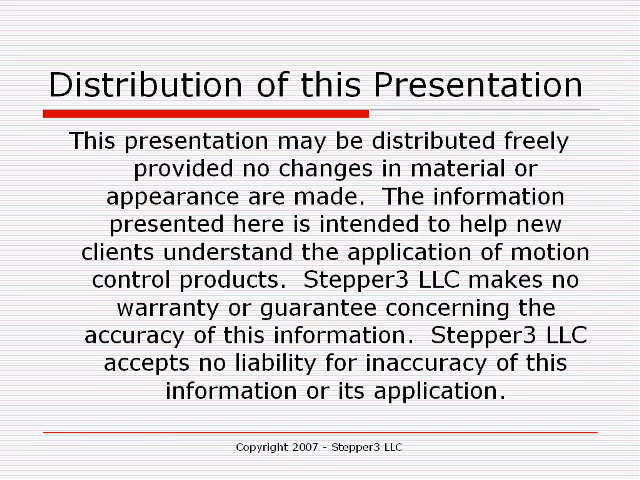 Distribution of this Presentation
This presentation may be distributed freely
provided no changes in material or
appearance are made.  The information
presented here is intended to help new
clients understand the application of motion
control products.  Stepper3 LLC makes no
warranty or guarantee concerning the
accuracy of this information.  Stepper3 LLC
accepts no liability for inaccuracy of this
information or its application.
Copyright 2007 - Stepper3 LLC